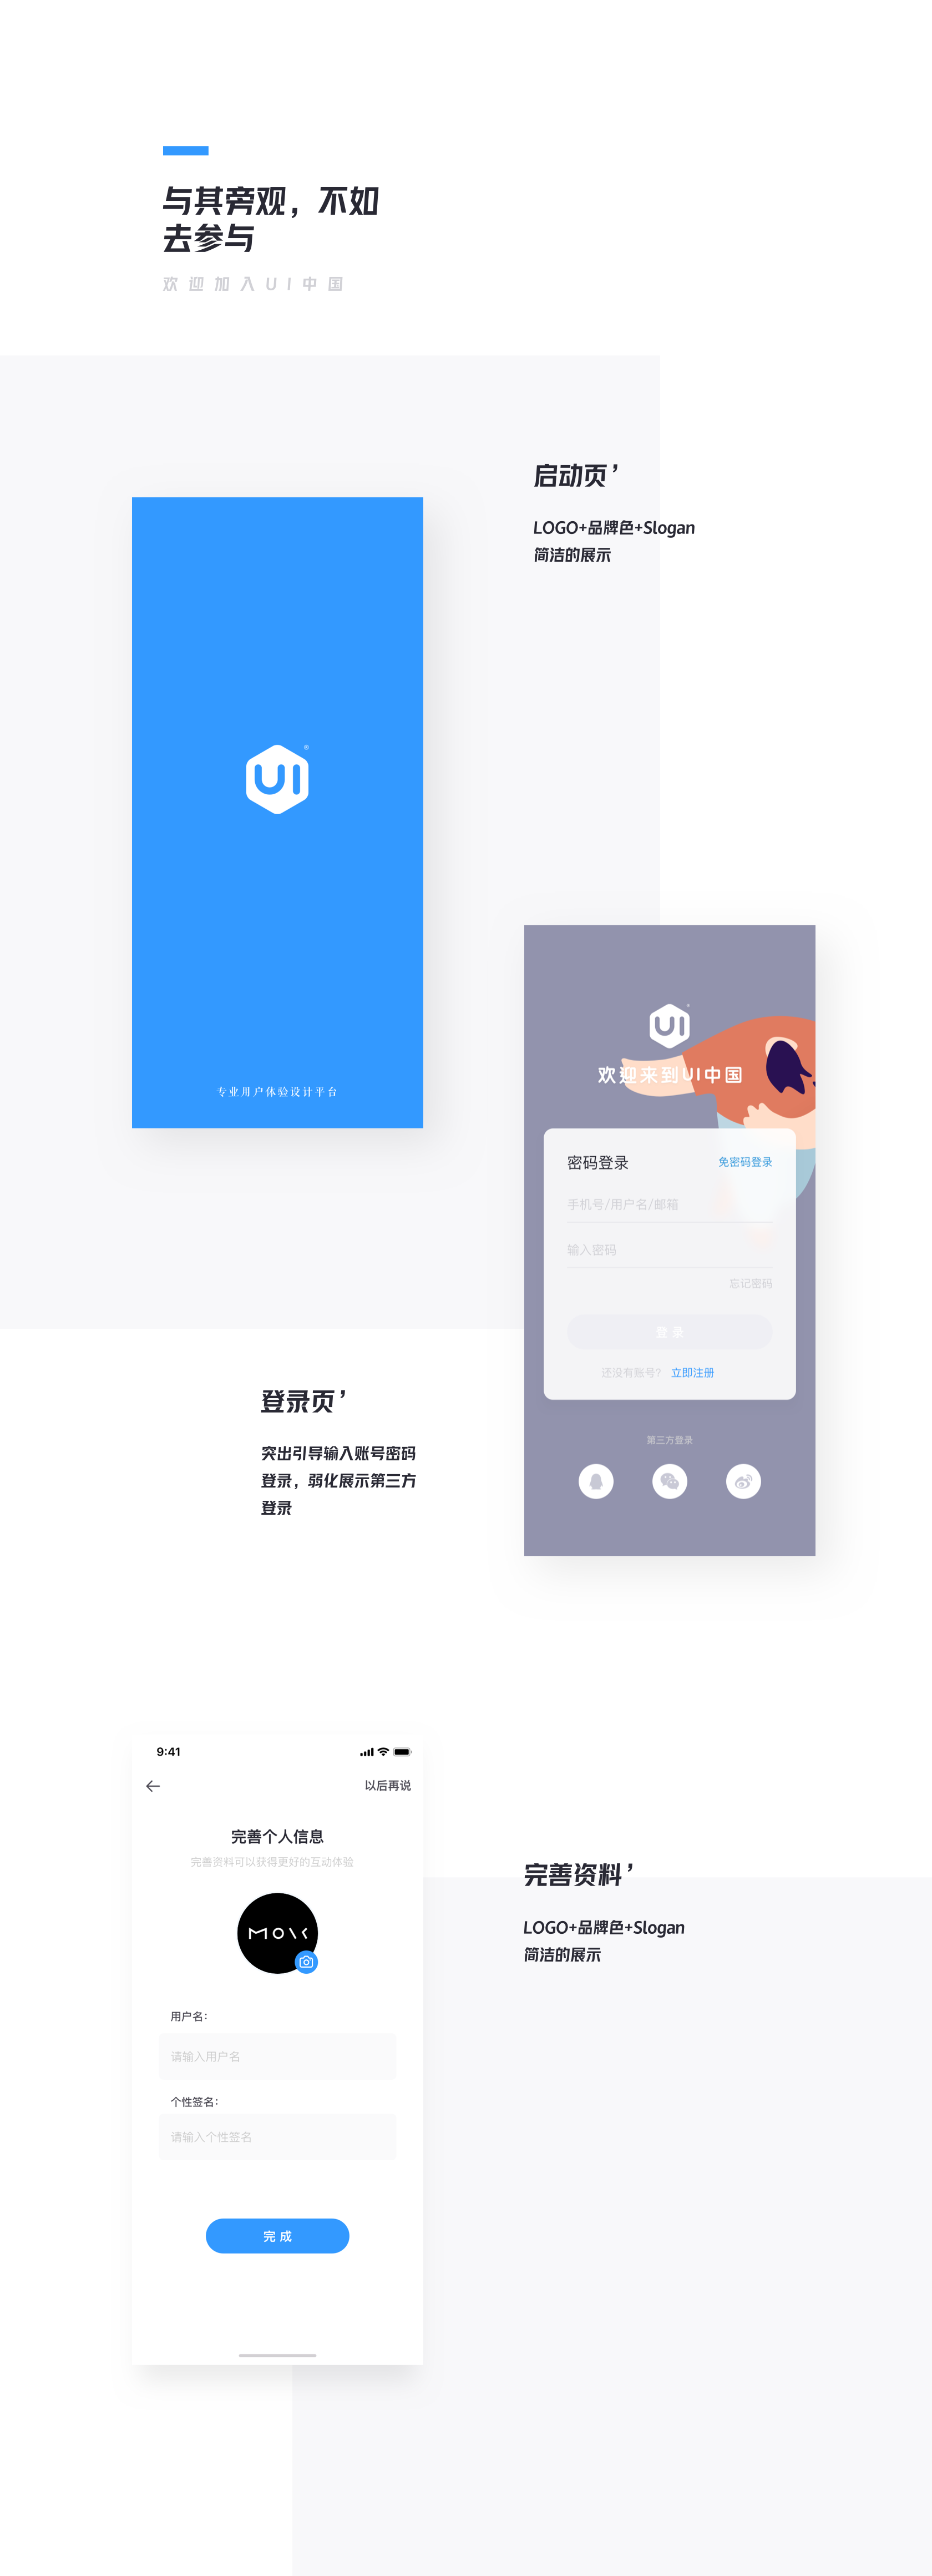 与其旁观，不如
去参与
欢迎加入UI中国
启动页’
LOGO+品牌色+Slogan
简洁的展示
UI®
专业用户体验设计平台
UI
欢迎来到UI中国
密码登录 免密码登录
手机号/用户名/邮箱
输入密码
忘记密码
登录
还没有账号？ 立即注册
第三方登录
登录页’
突出引导输入账号密码
登录，弱化展示第三方
登录
9:41
以后再说
完善个人信息
完善资料可以获得更好的互动体验
用户名：
请输入用户名
个性签名：
请输入个性签名
完成
完善资料’
LOGO+品牌色+Slogan
简洁的展示